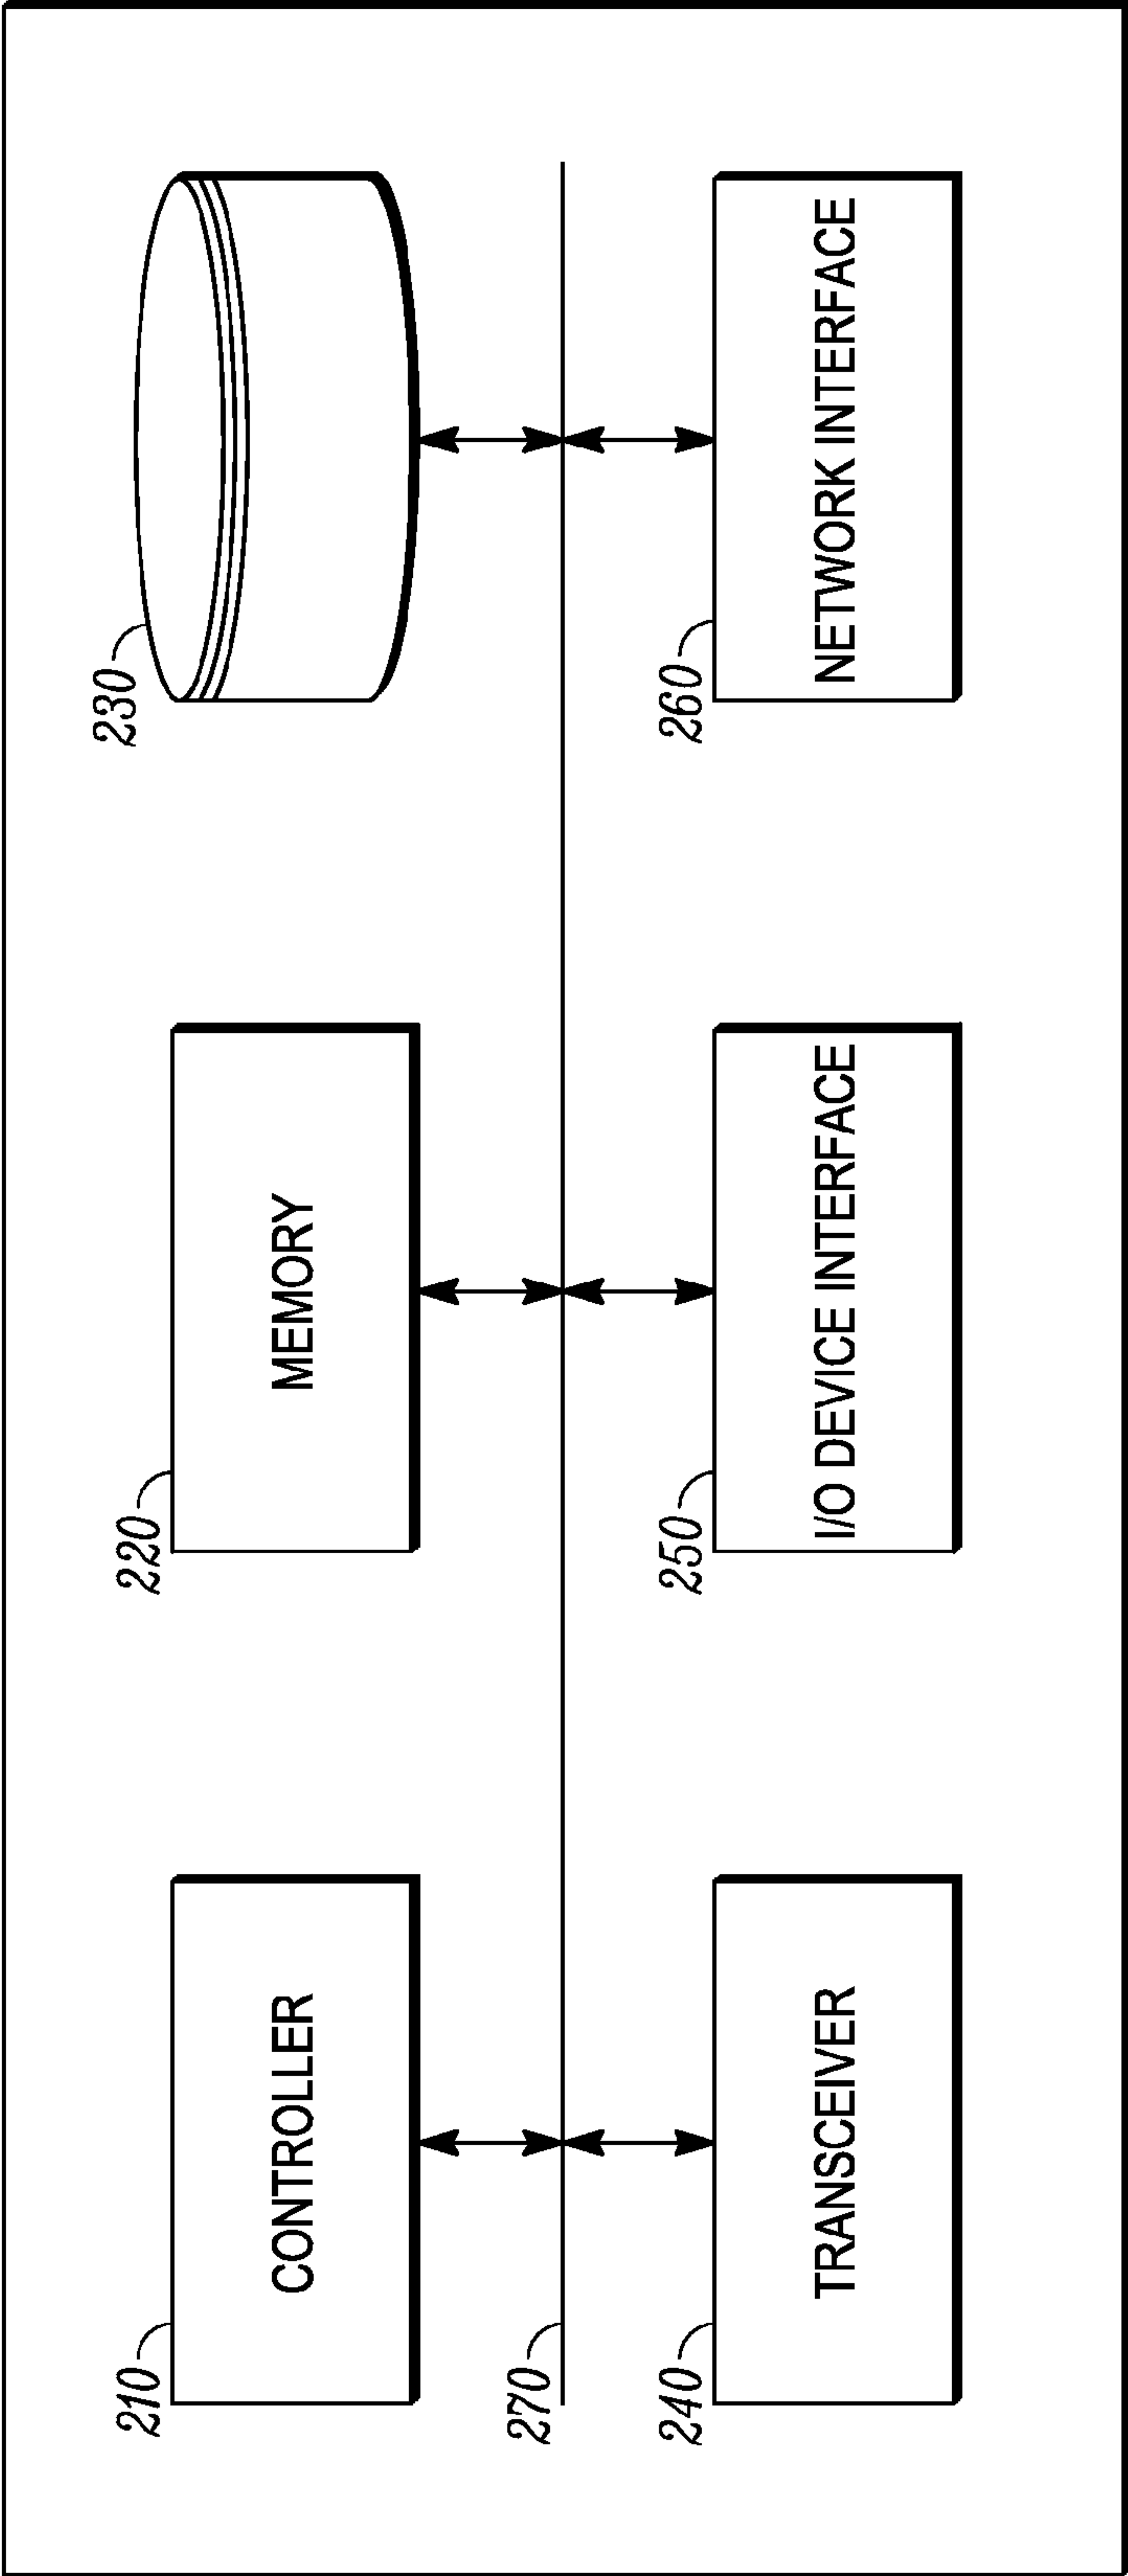 210
CONTROLLER
220
MEMORY
230
270
240
TRANSCEIVER
250
I/O DEVICE INTERFACE
260
NETWORK INTERFACE